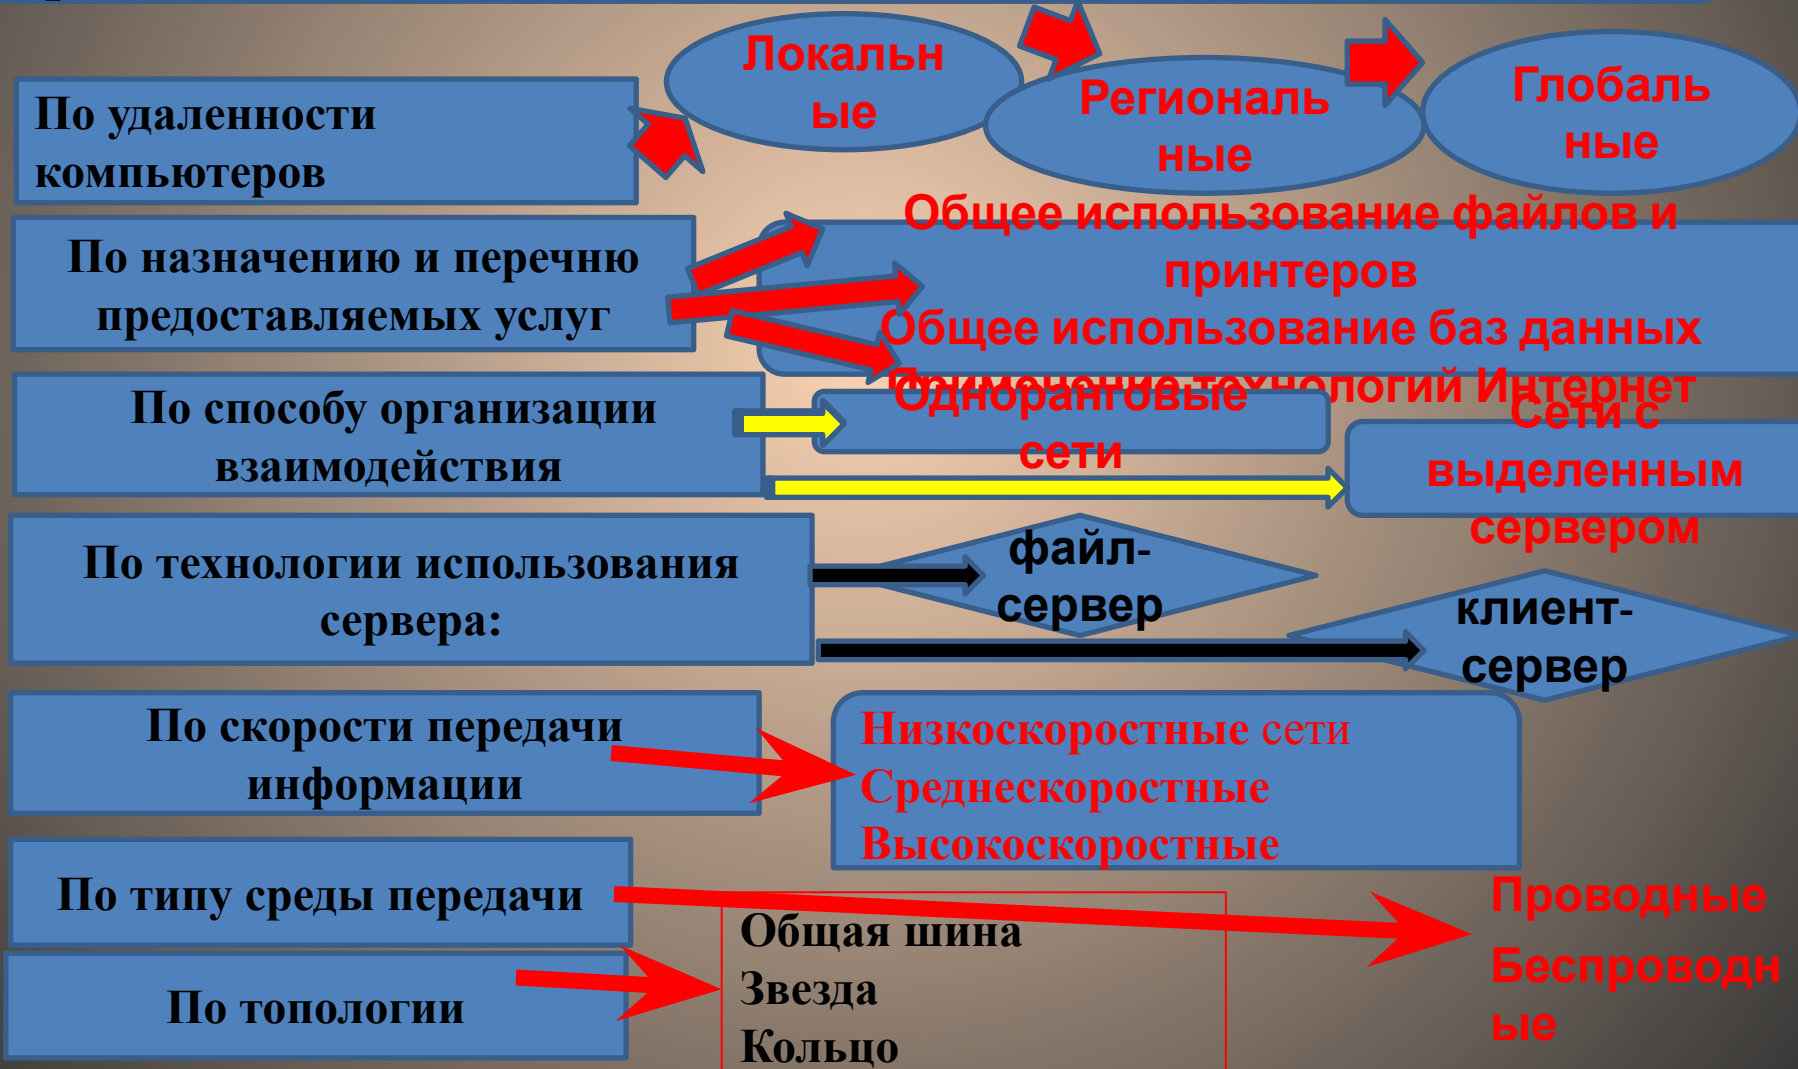 Локальн
ые
Региональ
ные
Глобаль
ные
По удаленности
компьютеров
По назначению и перечню
предоставляемых услуг
Общее использование файлов и
принтеров
Общее использование баз данных
Применение технологий Интернет
По способу организации
взаимодействия
Одноранговые
сети
Сети с
выделенным
сервером
По технологии использования
сервера:
файл-
сервер
клиент-
сервер
По скорости передачи
информации
Низкоскоростные сети
Среднескоростные
Высокоскоростные
По типу среды передачи
Проводные
Беспроводн
ые
По топологии
Общая шина
Звезда
Кольцо